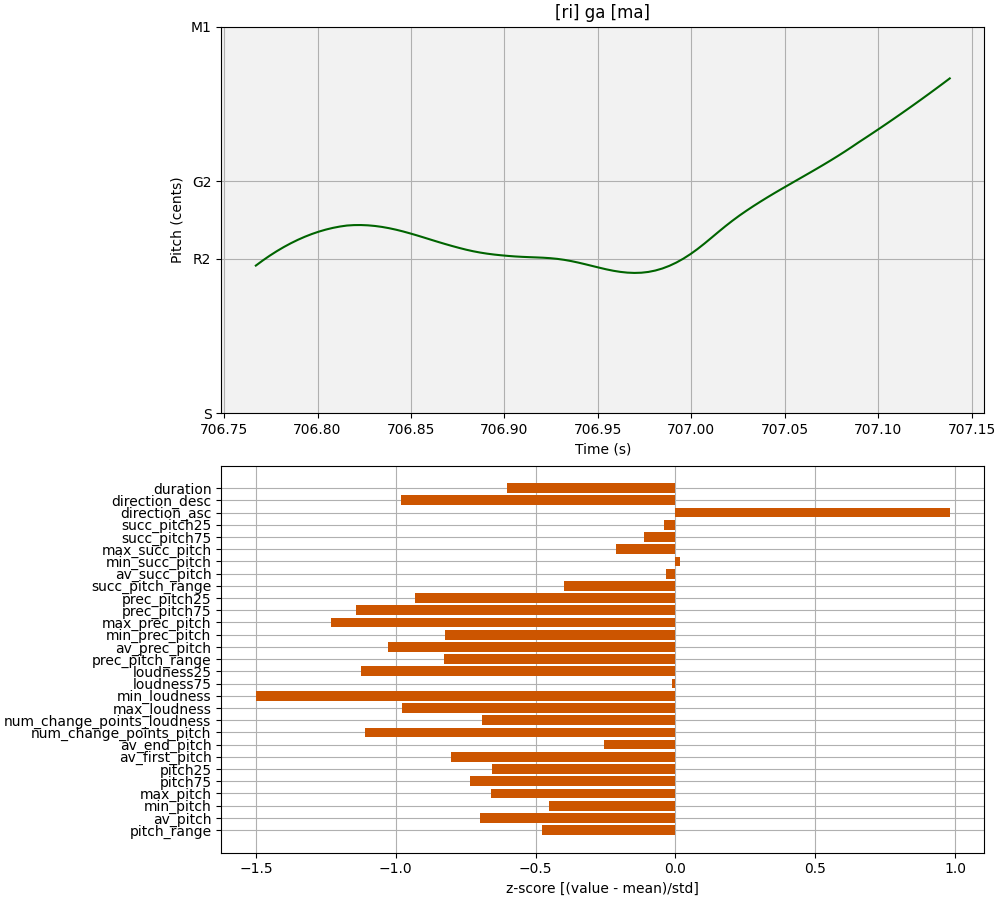 [ri] ga [ma]
M1
G2
R2
S
Pitch (cents)
706.75 706.80 706.85 706.90 706.95 707.00 707.05 707.10 707.15
Time (s)
duration
direction_desc
direction_asc
succ_pitch25
succ_pitch75
max_succ_pitch
min_succ_pitch
av_succ_pitch
succ_pitch_range
prec_pitch25
prec_pitch75
max_prec_pitch
min_prec_pitch
av_prec_pitch
prec_pitch_range
loudness25
loudness75
min_loudness
max_loudness
num_change_points_loudness
num_change_points_pitch
av_end_pitch
av_first_pitch
pitch25
pitch75
max_pitch
min_pitch
av_pitch
pitch_range
−1.5 −1.0 −0.5 0.0 0.5 1.0
z-score [(value - mean)/std]